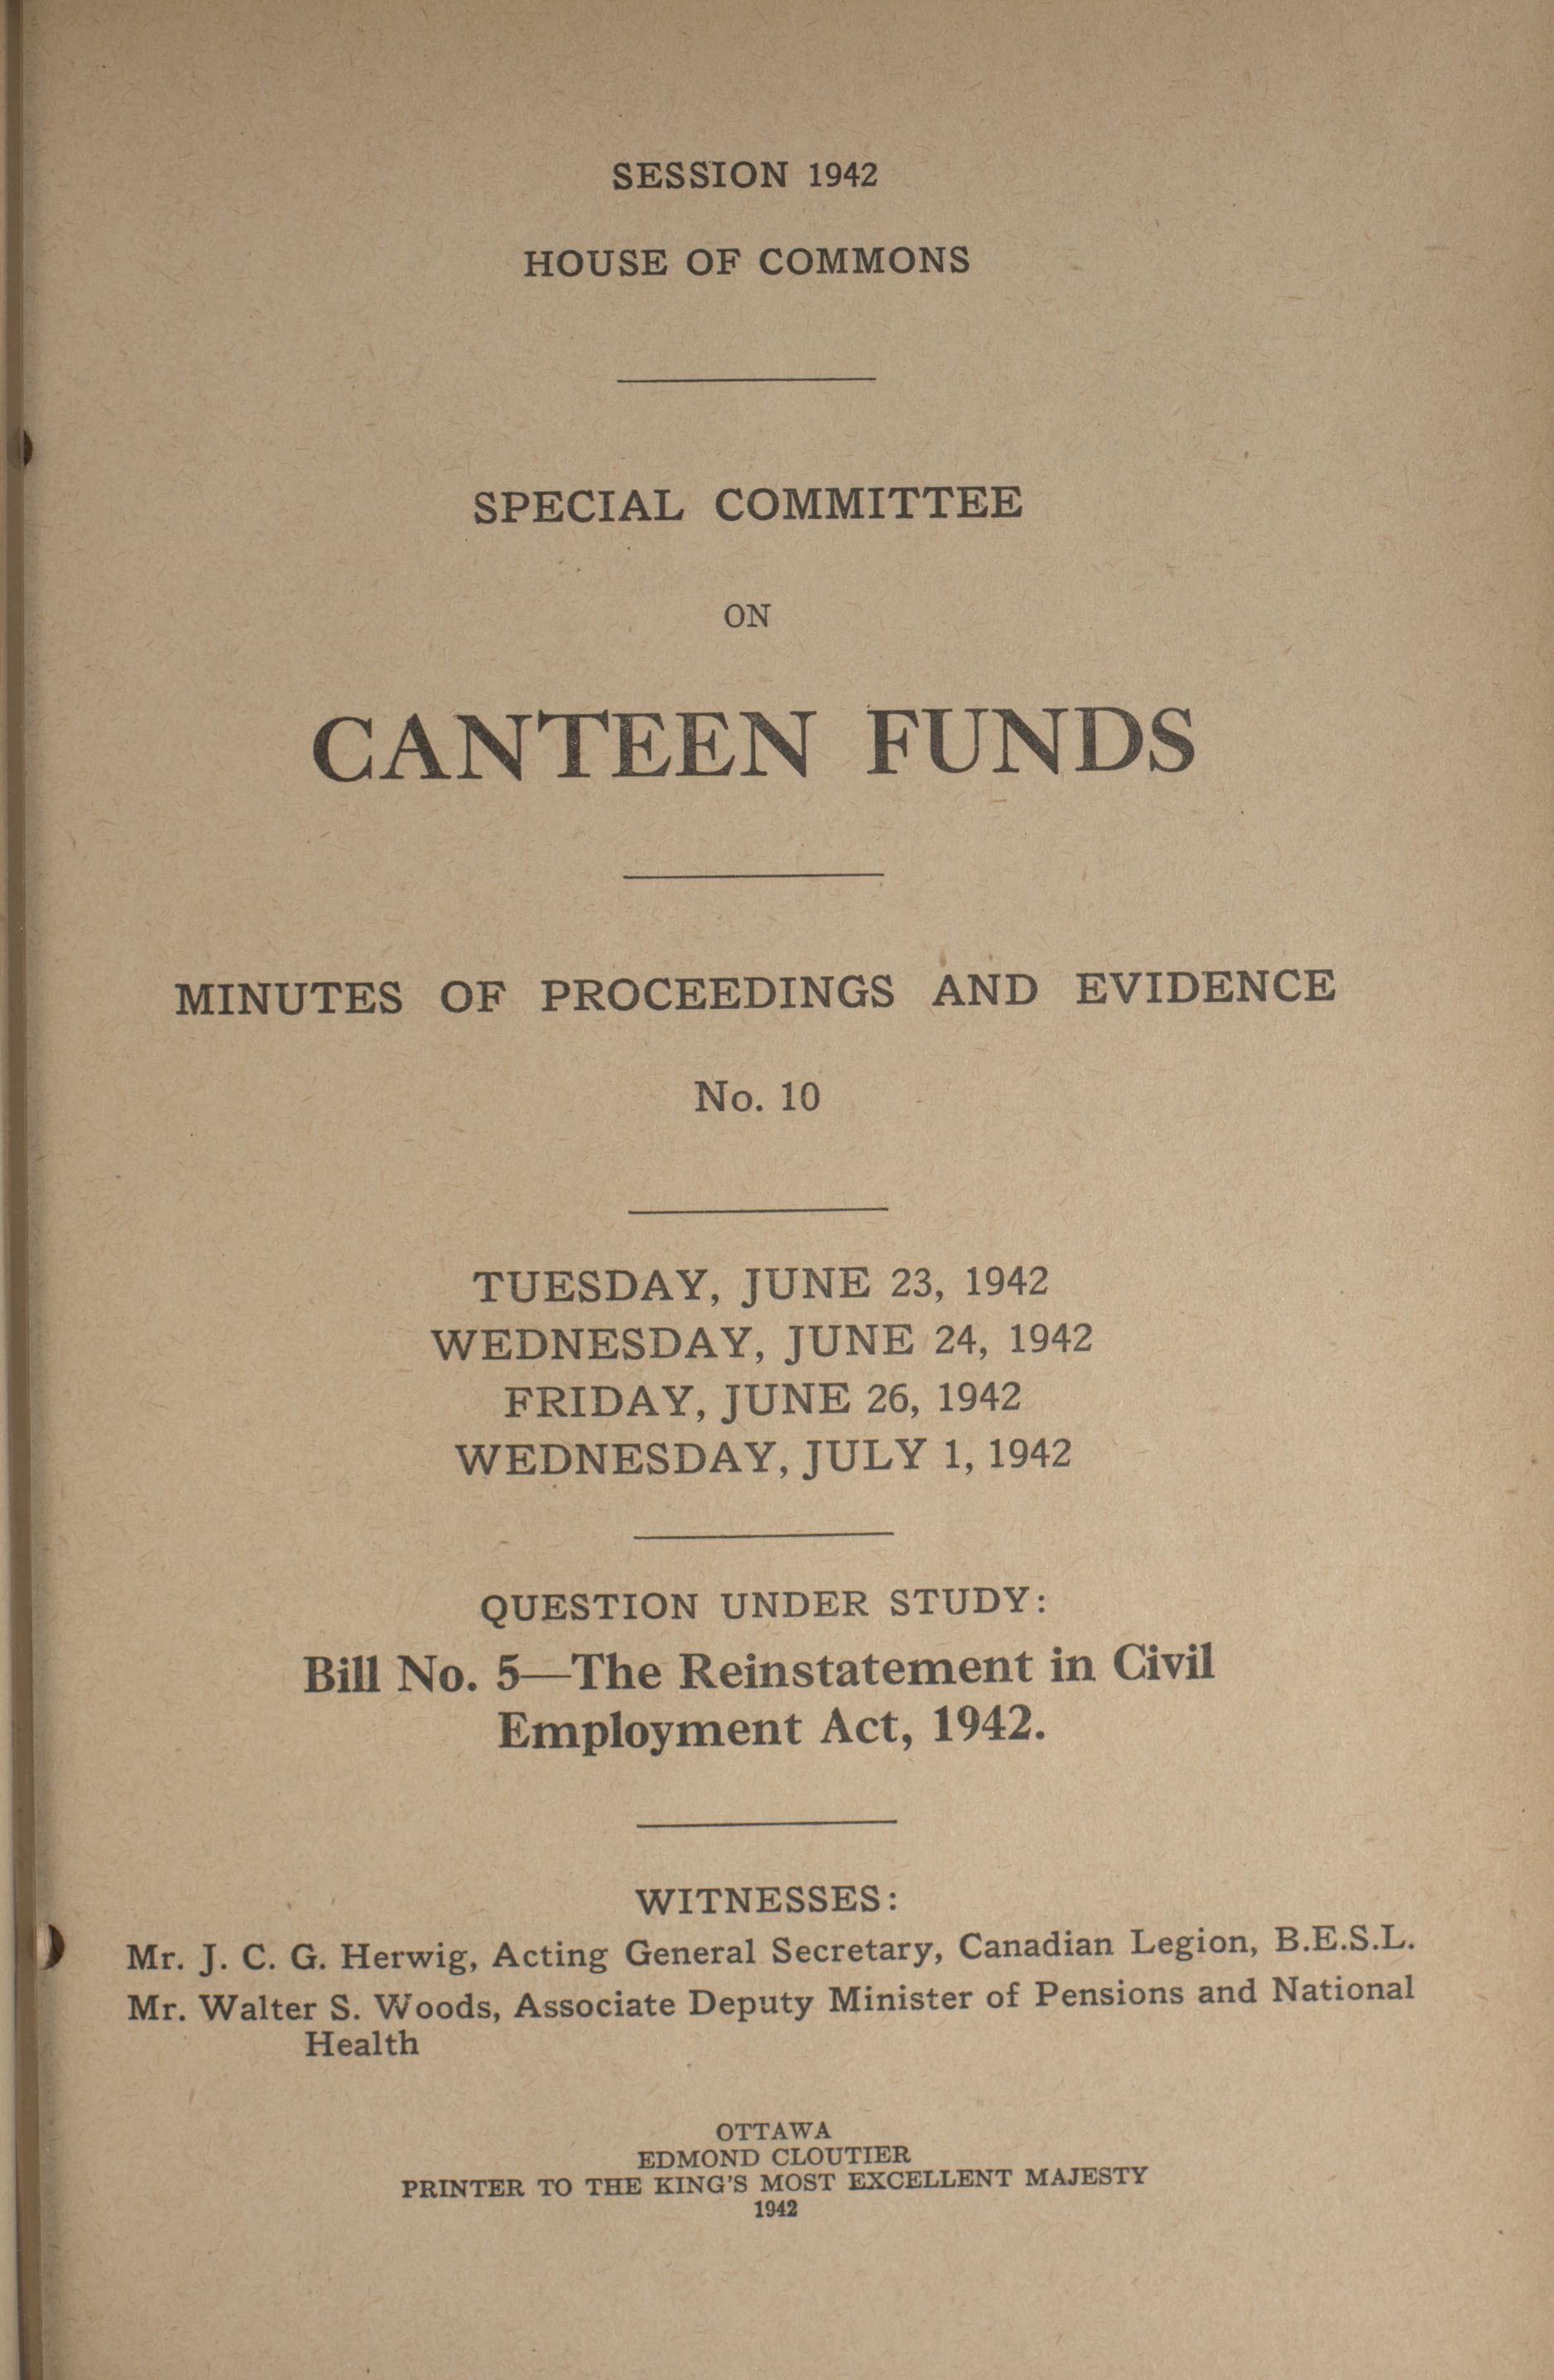 SESSION 1942
HOUSE OF COMMONS
SPECIAL COMMITTEE
ON
CANTEEN FUNDS
MINUTES OF PROCEEDINGS AND EVIDENCE
No. 10
TUESDAY, JUNE 23, 1942
WEDNESDAY, JUNE 24, 1942
FRIDAY, JUNE 26, 1942
WEDNESDAY, JULY 1, 1942
QUESTION UNDER STUDY:
Bill No. 5—The Reinstatement in Civil
Employment Act, 1942.
WITNESSES:
Mr. J. C. G. Herwig, Acting General Secretary, Canadian Legion, B.E.S.L.
Mr. Walter S. Woods, Associate Deputy Minister of Pensions and National
Health
OTTAWA
EDMOND CLOUTIER
PRINTER TO THE KING'S MOST EXCELLENT MAJESTY
1942